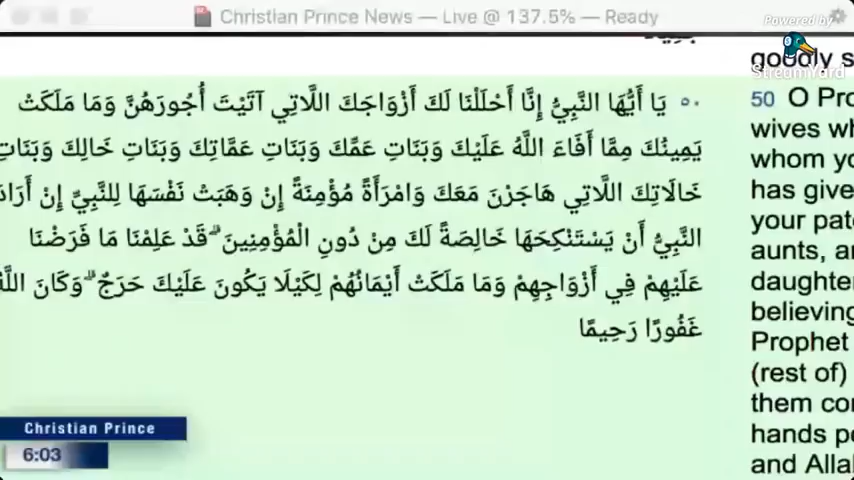 Christian Prince News — Live @ 137.5% — Ready
Powered by
StreamYard
goodly s
٥٠ يَا أَيُّهَا النَّبِيُّ إِنَّا أَحْلَلْنَا لَكَ أَزْوَاجَكَ اللَّاتِي آتَيْتَ أُجُورَهُنَّ وَمَا مَلَكَتْ
يَمِينُكَ مِمَّا أَفَاءَ اللَّهُ عَلَيْكَ وَبَنَاتِ عَمِّكَ وَبَنَاتِ عَمَّاتِكَ وَبَنَاتِ خَالِكَ وَبَنَاتِ
خَالَاتِكَ اللَّاتِي هَاجَرْنَ مَعَكَ وَامْرَأَةً مُؤْمِنَةً إِنْ وَهَبَتْ نَفْسَهَا لِلنَّبِيِّ إِنْ أَرَادَ
النَّبِيُّ أَنْ يَسْتَنْكِحَهَا خَالِصَةً لَكَ مِنْ دُونِ الْمُؤْمِنِينَ ۗ قَدْ عَلِمْنَا مَا فَرَضْنَا
عَلَيْهِمْ فِي أَزْوَاجِهِمْ وَمَا مَلَكَتْ أَيْمَانُهُمْ لِكَيْلَا يَكُونَ عَلَيْكَ حَرَجٌ ۗ وَكَانَ اللَّهُ
غَفُورًا رَحِيمًا
50 O Pro
wives wh
whom yo
has give
your pate
aunts, an
daughter
believing
Prophet
(rest of)
them con
hands po
and Alla
Christian Prince
6:03